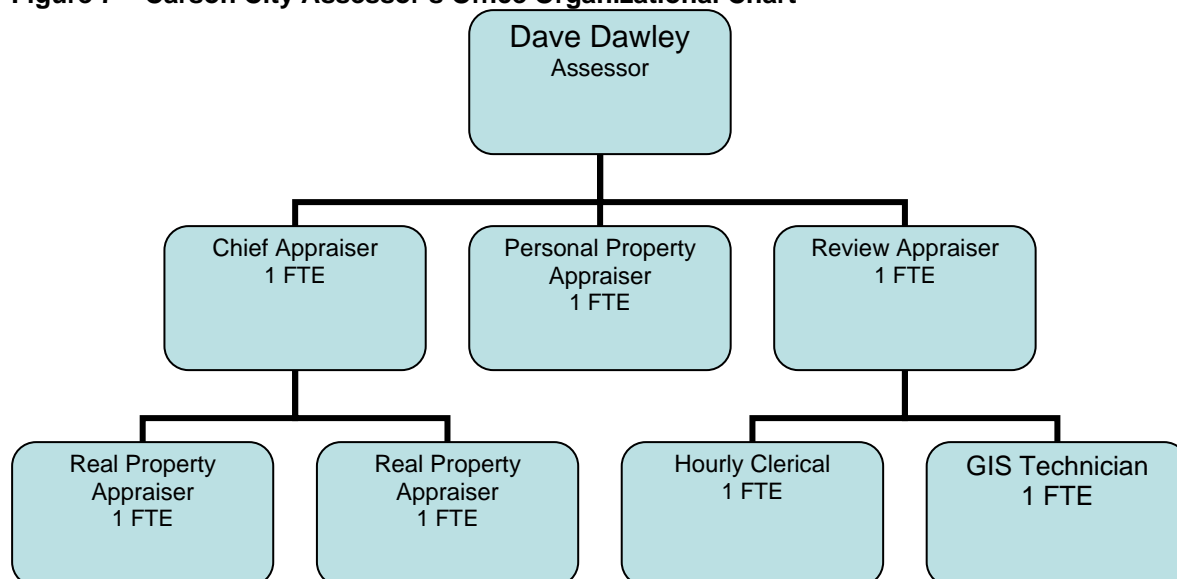 Carson City Assessor's Office Organizational Chart
Dave Dawley
Assessor
Chief Appraiser
1 FTE
Personal Property
Appraiser
1 FTE
Review Appraiser
1 FTE
Real Property
Appraiser
1 FTE
Real Property
Appraiser
1 FTE
Hourly Clerical
1 FTE
GIS Technician
1 FTE